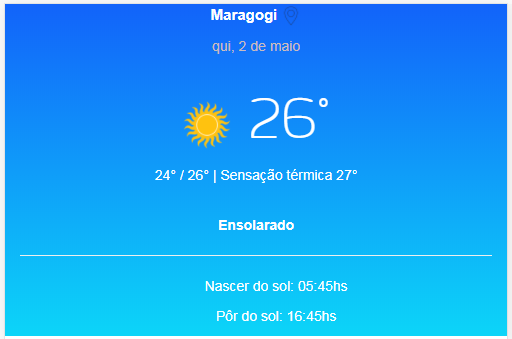 Maragogi
qui, 2 de maio
26°
24° / 26° | Sensação térmica 27°
Ensolarado
Nascer do sol: 05:45hs
Pôr do sol: 16:45hs